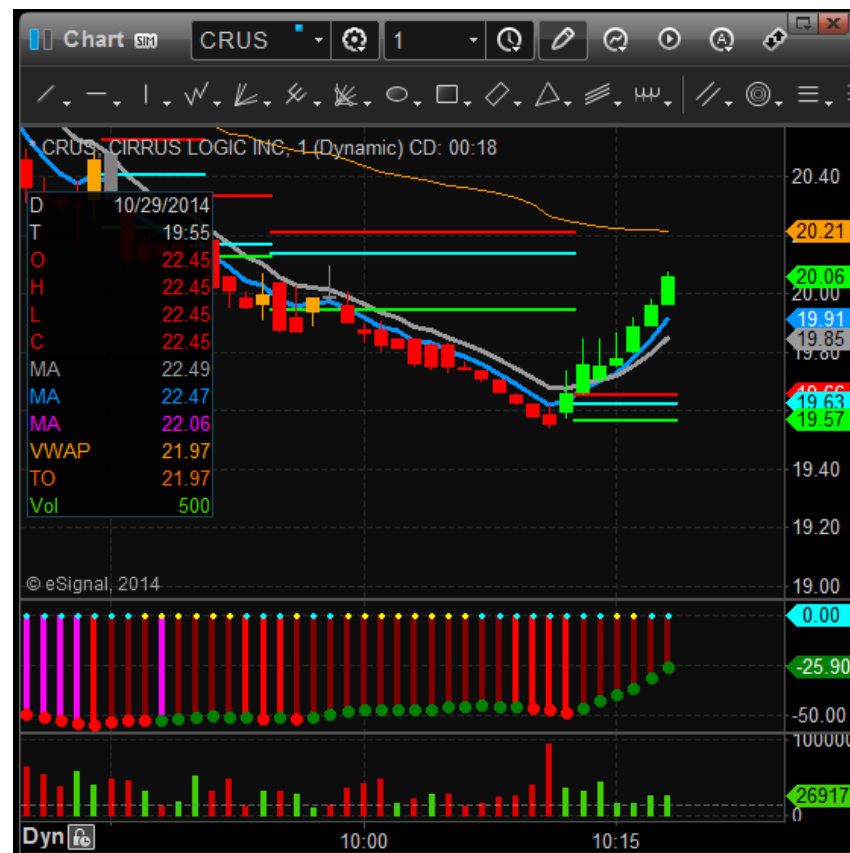 Chart SIM CRUS 1
CRUS, CIRRUS LOGIC INC, 1 (Dynamic) CD: 00:18
D 10/29/2014
T 19:55
O 22.45
H 22.45
L 22.45
C 22.45
MA 22.49
MA 22.47
MA 22.06
VWAP 21.97
TO 21.97
Vol 500
20.40
20.21
20.06
20.00
19.91
19.85
19.80
19.66
19.63
19.57
19.40
19.20
19.00
© eSignal, 2014
0.00
-25.90
-50.00
100000
26917
0
Dyn 10:00 10:15